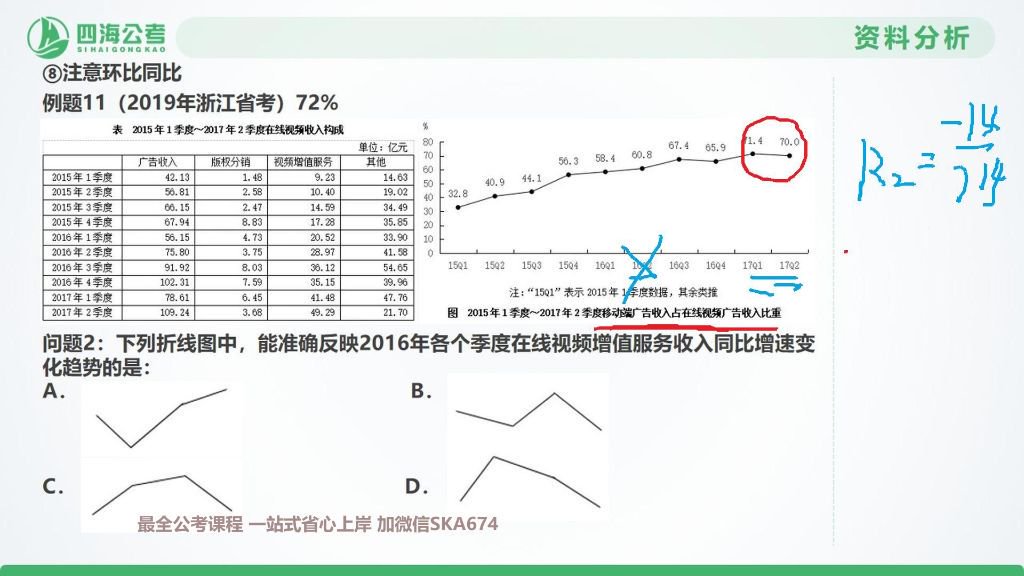 四海公考
SIHAIGONGKAO
资料分析
⑧注意环比同比
例题11（2019年浙江省考）72%
表 2015年1季度～2017年2季度在线视频收入构成
单位：亿元
广告收入 版权分销 视频增值服务 其他
2015年1季度 42.13 1.48 9.23 14.63
2015年2季度 56.81 2.58 10.40 19.02
2015年3季度 66.15 2.47 14.59 34.49
2015年4季度 67.94 8.83 17.28 35.85
2016年1季度 56.15 4.73 20.52 33.90
2016年2季度 75.80 3.75 28.97 41.58
2016年3季度 91.92 8.03 36.12 54.65
2016年4季度 102.31 7.59 35.15 39.96
2017年1季度 78.61 6.45 41.48 47.76
2017年2季度 109.24 3.68 49.29 21.70
%
80
70
60
50
40
30
20
10
0
32.8 40.9 44.1 56.3 58.4 60.8 67.4 65.9 71.4 70.0
15Q1 15Q2 15Q3 15Q4 16Q1 16Q2 16Q3 16Q4 17Q1 17Q2
注：“15Q1”表示2015年1季度数据，其余类推
图 2015年1季度～2017年2季度移动端广告收入占在线视频广告收入比重
R₂=
-14
714
问题2：下列折线图中，能准确反映2016年各个季度在线视频增值服务收入同比增速变
化趋势的是：
A.
B.
C.
D.
最全公考课程 一站式省心上岸 加微信SKA674